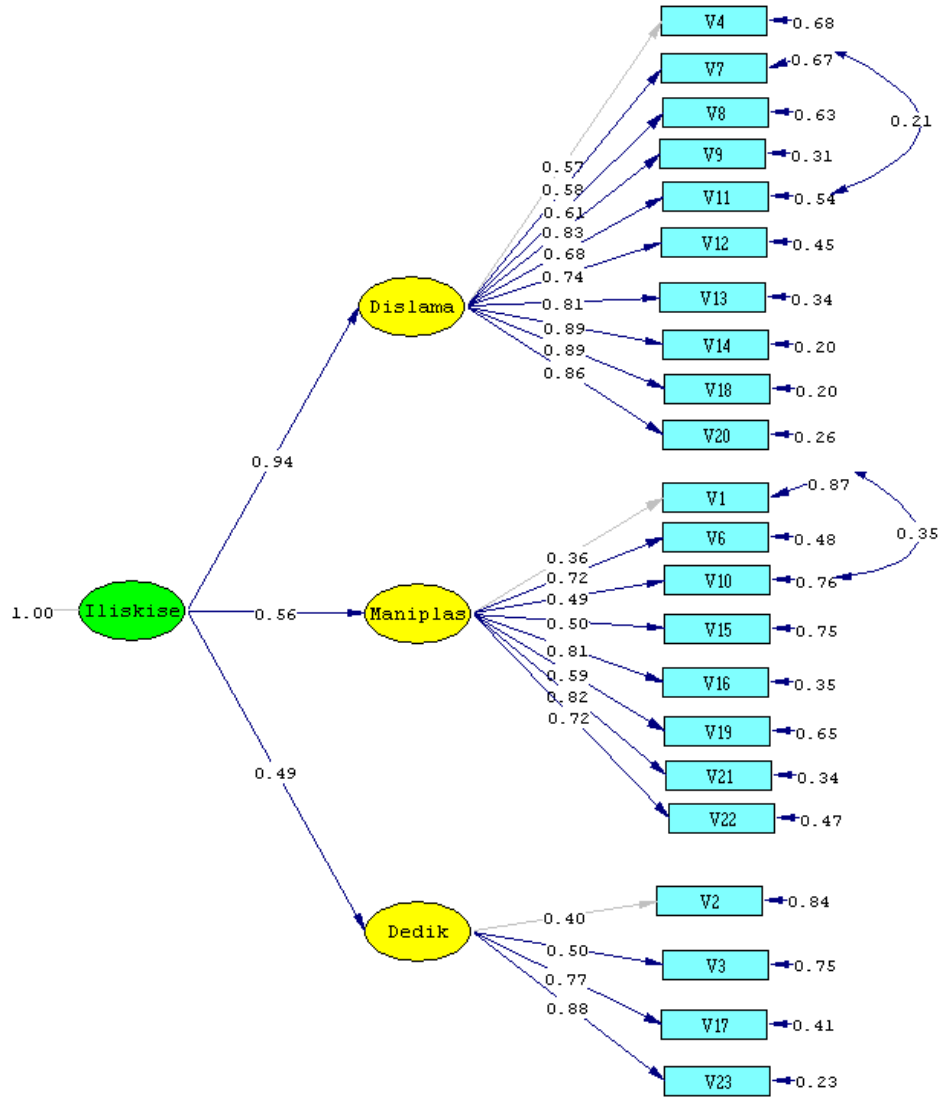 V4 0.68
V7 0.67
V8 0.63
0.21
V9 0.31
0.57
0.58
V11 0.54
0.61
0.83
V12 0.45
0.68
0.74
V13 0.34
Dislama
0.81
0.89
V14 0.20
0.89
0.86
V18 0.20
V20 0.26
0.94
V1 0.87
0.35
V6 0.48
0.36
0.72
V10 0.76
0.49
1.00 Iliskise 0.56 Maniplas
0.50
V15 0.75
0.81
0.59
V16 0.35
0.82
0.72
V19 0.65
0.49
V21 0.34
V22 0.47
V2 0.84
0.40
Dedik
0.50
V3 0.75
0.77
0.88
V17 0.41
V23 0.23